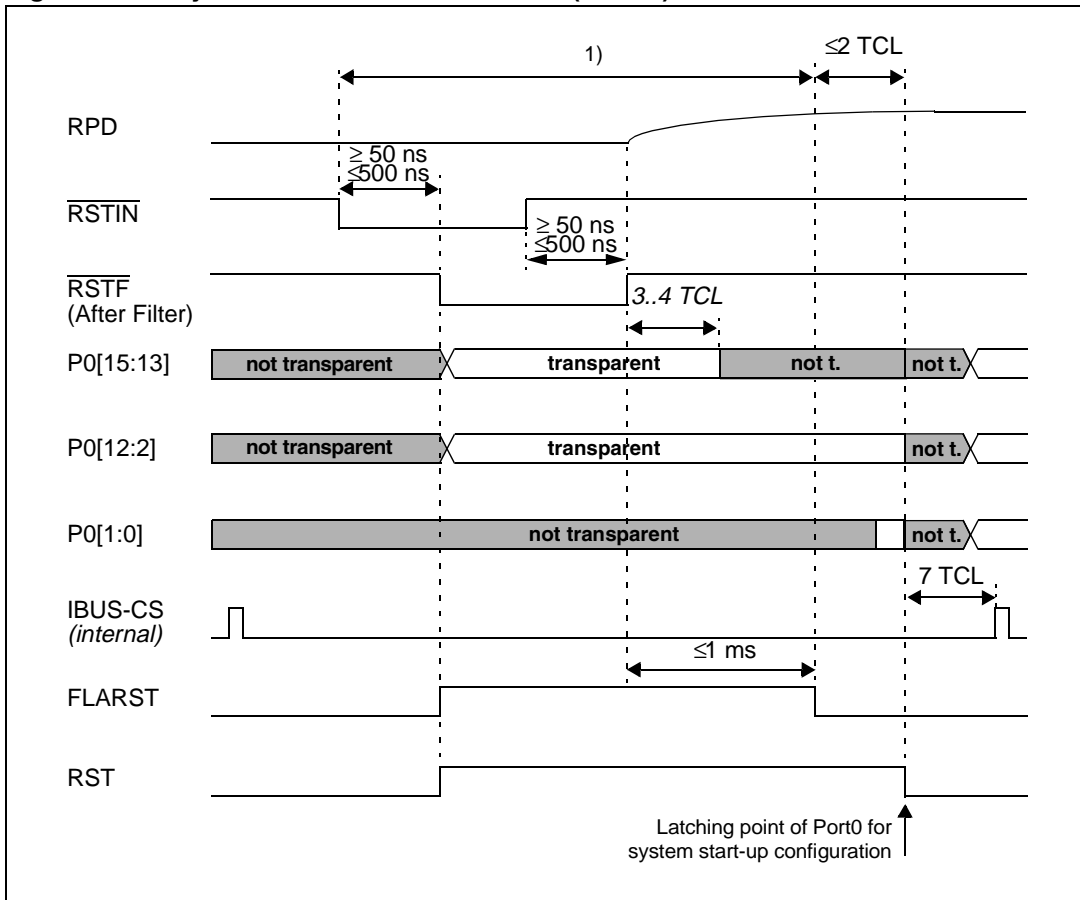 1)
≤2 TCL
RPD
≥ 50 ns
≤500 ns
RSTIN
≥ 50 ns
≤500 ns
RSTF
(After Filter)
3..4 TCL
P0[15:13]
not transparent
transparent
not t.
not t.
P0[12:2]
not transparent
transparent
not t.
P0[1:0]
not transparent
not t.
7 TCL
IBUS-CS
(internal)
≤1 ms
FLARST
RST
Latching point of Port0 for
system start-up configuration